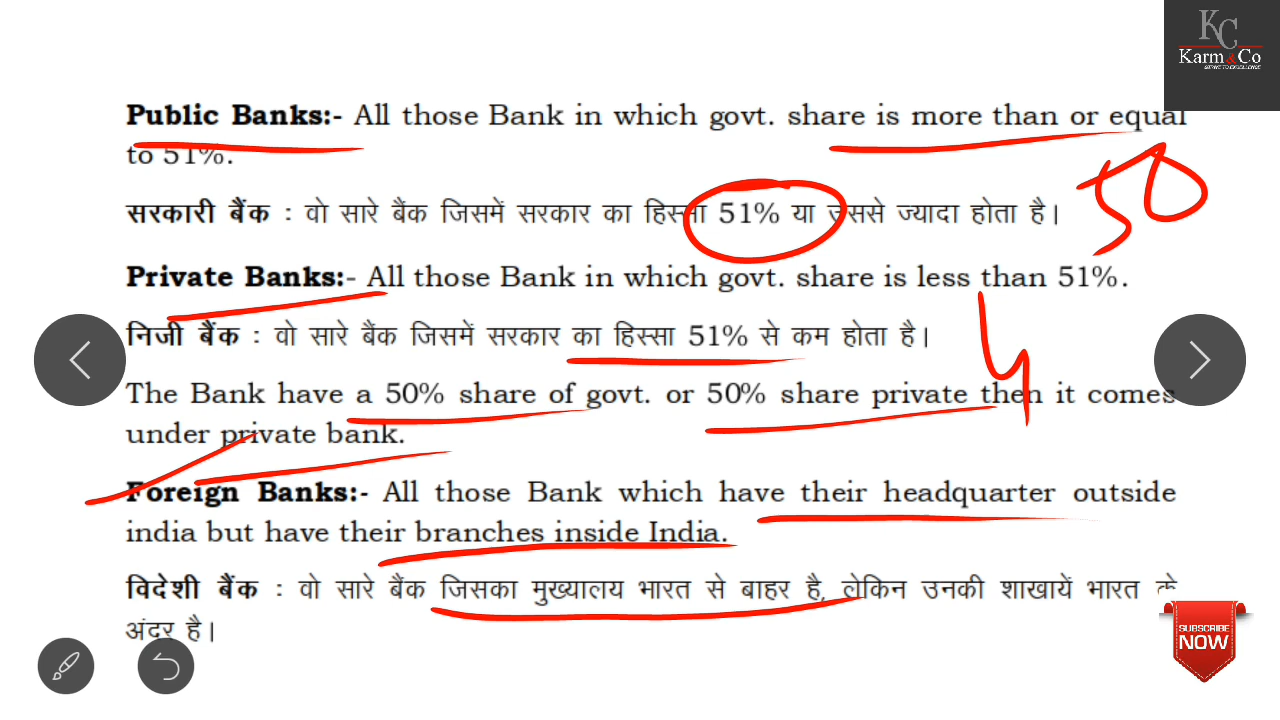 KC
Karm & Co
Public Banks:- All those Bank in which govt. share is more than or equal
to 51%.
सरकारी बैंक : वो सारे बैंक जिसमें सरकार का हिस्सा 51% या उससे ज्यादा होता है।
50
Private Banks:- All those Bank in which govt. share is less than 51%.
निजी बैंक : वो सारे बैंक जिसमें सरकार का हिस्सा 51% से कम होता है।
The Bank have a 50% share of govt. or 50% share private then it comes
under private bank.
Foreign Banks:- All those Bank which have their headquarter outside
india but have their branches inside India.
विदेशी बैंक : वो सारे बैंक जिसका मुख्यालय भारत से बाहर है, लेकिन उनकी शाखायें भारत के
अंदर है।
SUBSCRIBE
NOW